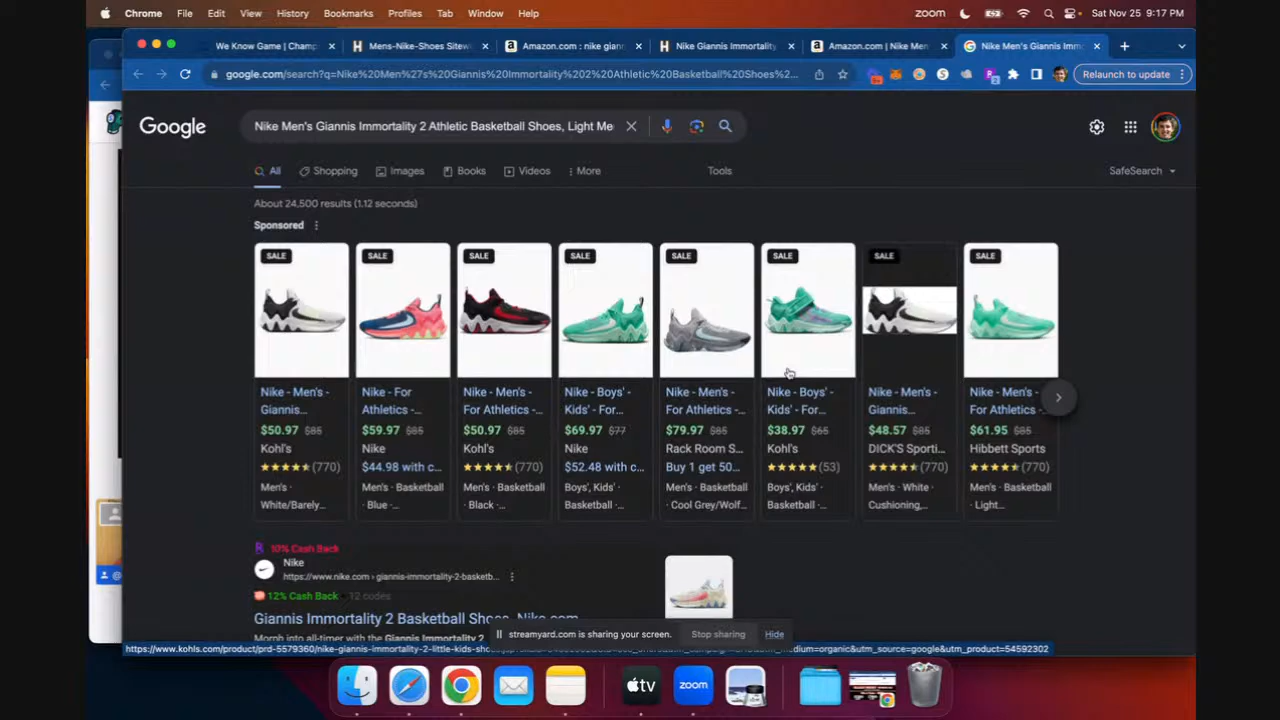 Chrome File Edit View History Bookmarks Profiles Tab Window Help zoom Sat Nov 25 9:17 PM
We Know Game | Champ Mens-Nike-Shoes Sitew Amazon.com : nike gian Nike Giannis Immortality Amazon.com | Nike Men Nike Men's Giannis Imm
google.com/search?q=Nike%20Men%27s%20Giannis%20Immortality%202%20Athletic%20Basketball%20Shoes%2... Relaunch to update
Google
Nike Men's Giannis Immortality 2 Athletic Basketball Shoes, Light Me
All Shopping Images Books Videos More Tools SafeSearch
About 24,500 results (1.12 seconds)
Sponsored
SALE SALE SALE SALE SALE SALE SALE SALE
Nike - Men's - Nike - For Nike - Men's - Nike - Boys' - Nike - Men's - Nike - Boys' - Nike - Men's - Nike - Men's -
Giannis... Athletics -... For Athletics -... Kids' - For... For Athletics -... Kids' - For... Giannis... For Athletics -...
$50.97 $85 $59.97 $85 $50.97 $85 $69.97 $77 $79.97 $85 $38.97 $65 $48.57 $85 $61.95 $85
Kohl's Nike Kohl's Nike Rack Room S... Kohl's DICK'S Sporti... Hibbett Sports
(770) $44.98 with c... (770) $52.48 with c... Buy 1 get 50... (53) (770) (770)
Men's · Men's · Basketball Men's · Basketball Boys', Kids' · Men's · Basketball Boys', Kids' · Men's · White · Men's · Basketball
White/Barely... · Blue ·... · Black ·... Basketball ·... · Cool Grey/Wolf... Basketball ·... Cushioning,... · Light...
10% Cash Back
Nike
https://www.nike.com › giannis-immortality-2-basketb...
12% Cash Back · 12 codes
Giannis Immortality 2 Basketball Shoes. Nike.com
Morph into all-timer with the Giannis Immortality 2
streamyard.com is sharing your screen. Stop sharing Hide
tv zoom